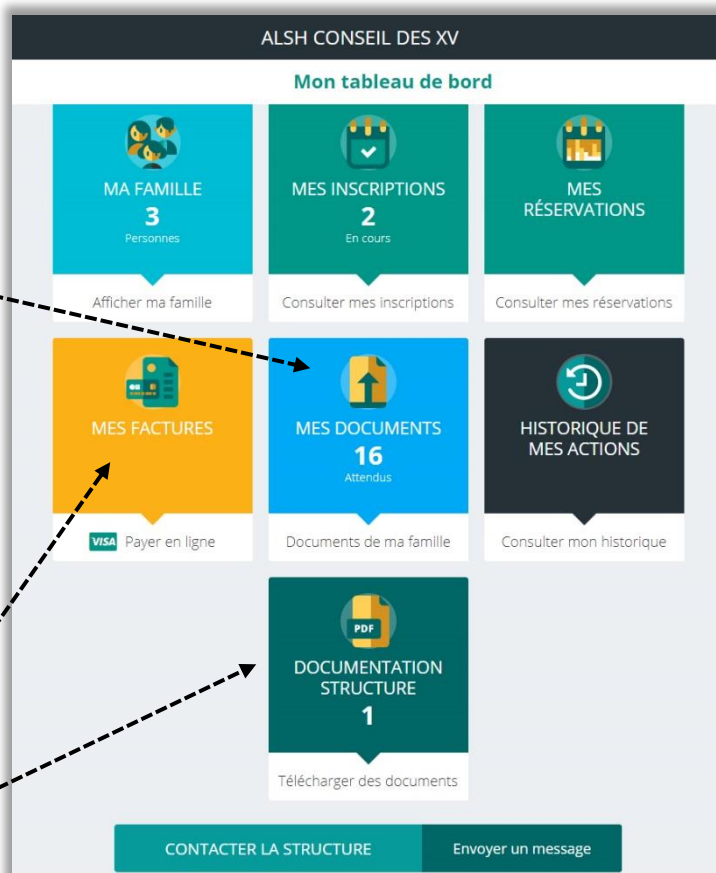 ALSH CONSEIL DES XV
Mon tableau de bord
MA FAMILLE
3
Personnes
Afficher ma famille
MES INSCRIPTIONS
2
En cours
Consulter mes inscriptions
MES
RÉSERVATIONS
Consulter mes réservations
MES FACTURES
VISA Payer en ligne
MES DOCUMENTS
16
Attendus
Documents de ma famille
HISTORIQUE DE
MES ACTIONS
Consulter mon historique
PDF
DOCUMENTATION
STRUCTURE
1
Télécharger des documents
CONTACTER LA STRUCTURE
Envoyer un message